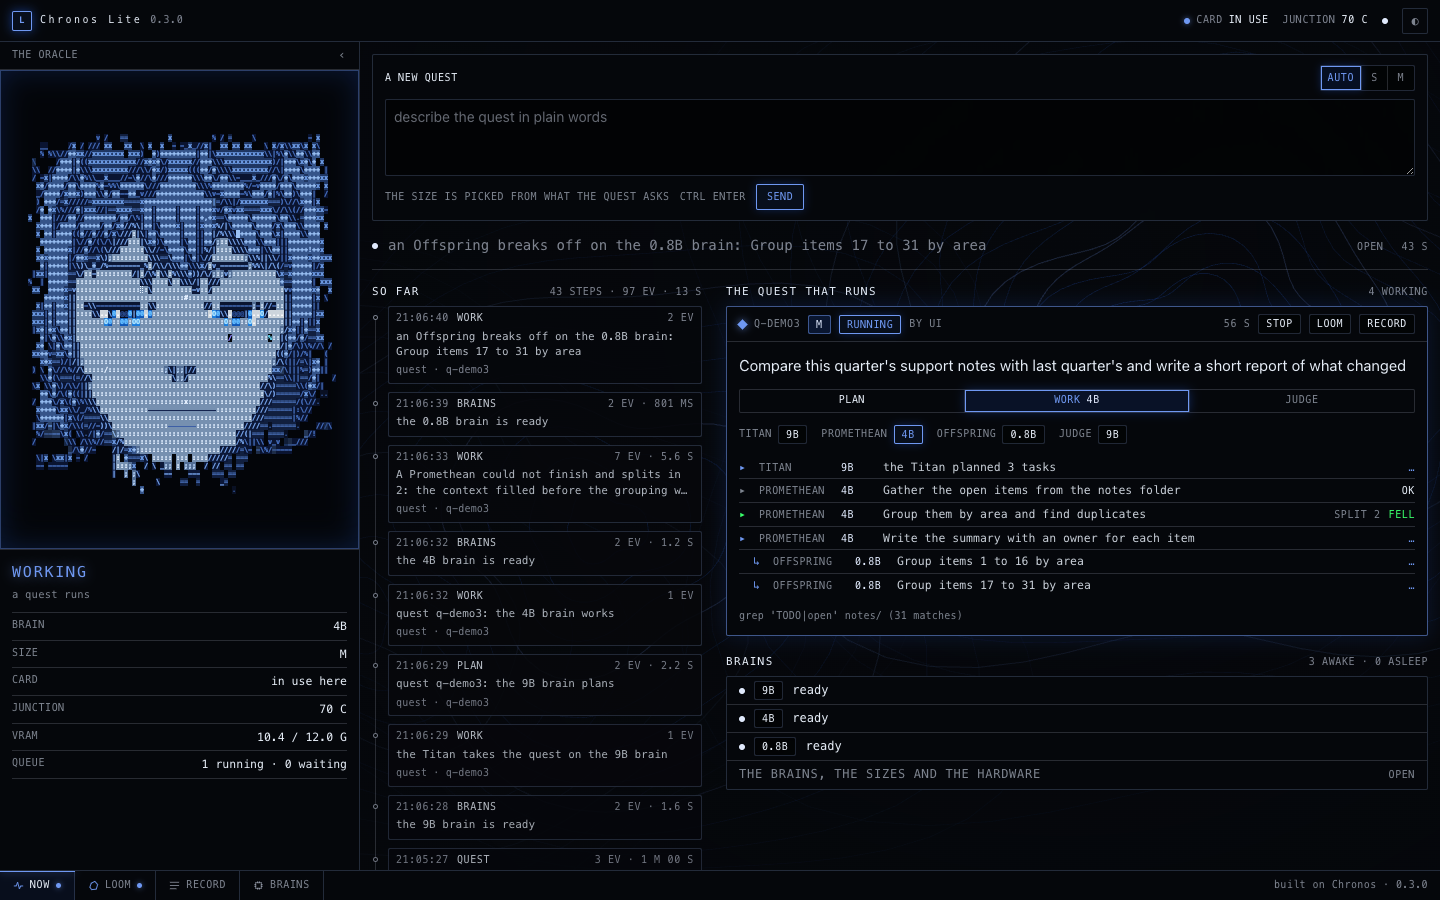 L Chronos Lite 0.3.0
CARD IN USE JUNCTION 70 C
THE ORACLE
WORKING
a quest runs
BRAIN 4B
SIZE M
CARD in use here
JUNCTION 70 C
VRAM 10.4 / 12.0 G
QUEUE 1 running · 0 waiting
A NEW QUEST
AUTO S M
describe the quest in plain words
THE SIZE IS PICKED FROM WHAT THE QUEST ASKS CTRL ENTER SEND
an Offspring breaks off on the 0.8B brain: Group items 17 to 31 by area
OPEN 43 S
SO FAR 43 STEPS · 97 EV · 13 S
21:06:40 WORK 2 EV
an Offspring breaks off on the 0.8B brain:
Group items 17 to 31 by area
quest · q-demo3
21:06:39 BRAINS 2 EV · 801 MS
the 0.8B brain is ready
21:06:33 WORK 7 EV · 5.6 S
A Promethean could not finish and splits in
2: the context filled before the grouping w…
quest · q-demo3
21:06:32 BRAINS 2 EV · 1.2 S
the 4B brain is ready
21:06:32 WORK 1 EV
quest q-demo3: the 4B brain works
quest · q-demo3
21:06:29 PLAN 2 EV · 2.2 S
quest q-demo3: the 9B brain plans
quest · q-demo3
21:06:29 WORK 1 EV
the Titan takes the quest on the 9B brain
quest · q-demo3
21:06:28 BRAINS 2 EV · 1.6 S
the 9B brain is ready
21:05:27 QUEST 3 EV · 1 M 00 S
THE QUEST THAT RUNS 4 WORKING
Q-DEMO3 M RUNNING BY UI 56 S STOP LOOM RECORD
Compare this quarter's support notes with last quarter's and write a short report of what changed
PLAN WORK 4B JUDGE
TITAN 9B PROMETHEAN 4B OFFSPRING 0.8B JUDGE 9B
TITAN 9B the Titan planned 3 tasks …
PROMETHEAN 4B Gather the open items from the notes folder OK
PROMETHEAN 4B Group them by area and find duplicates SPLIT 2 FELL
PROMETHEAN 4B Write the summary with an owner for each item …
↳ OFFSPRING 0.8B Group items 1 to 16 by area …
↳ OFFSPRING 0.8B Group items 17 to 31 by area …
grep 'TODO|open' notes/ (31 matches)
BRAINS 3 AWAKE · 0 ASLEEP
9B ready
4B ready
0.8B ready
THE BRAINS, THE SIZES AND THE HARDWARE OPEN
NOW LOOM RECORD BRAINS
built on Chronos · 0.3.0